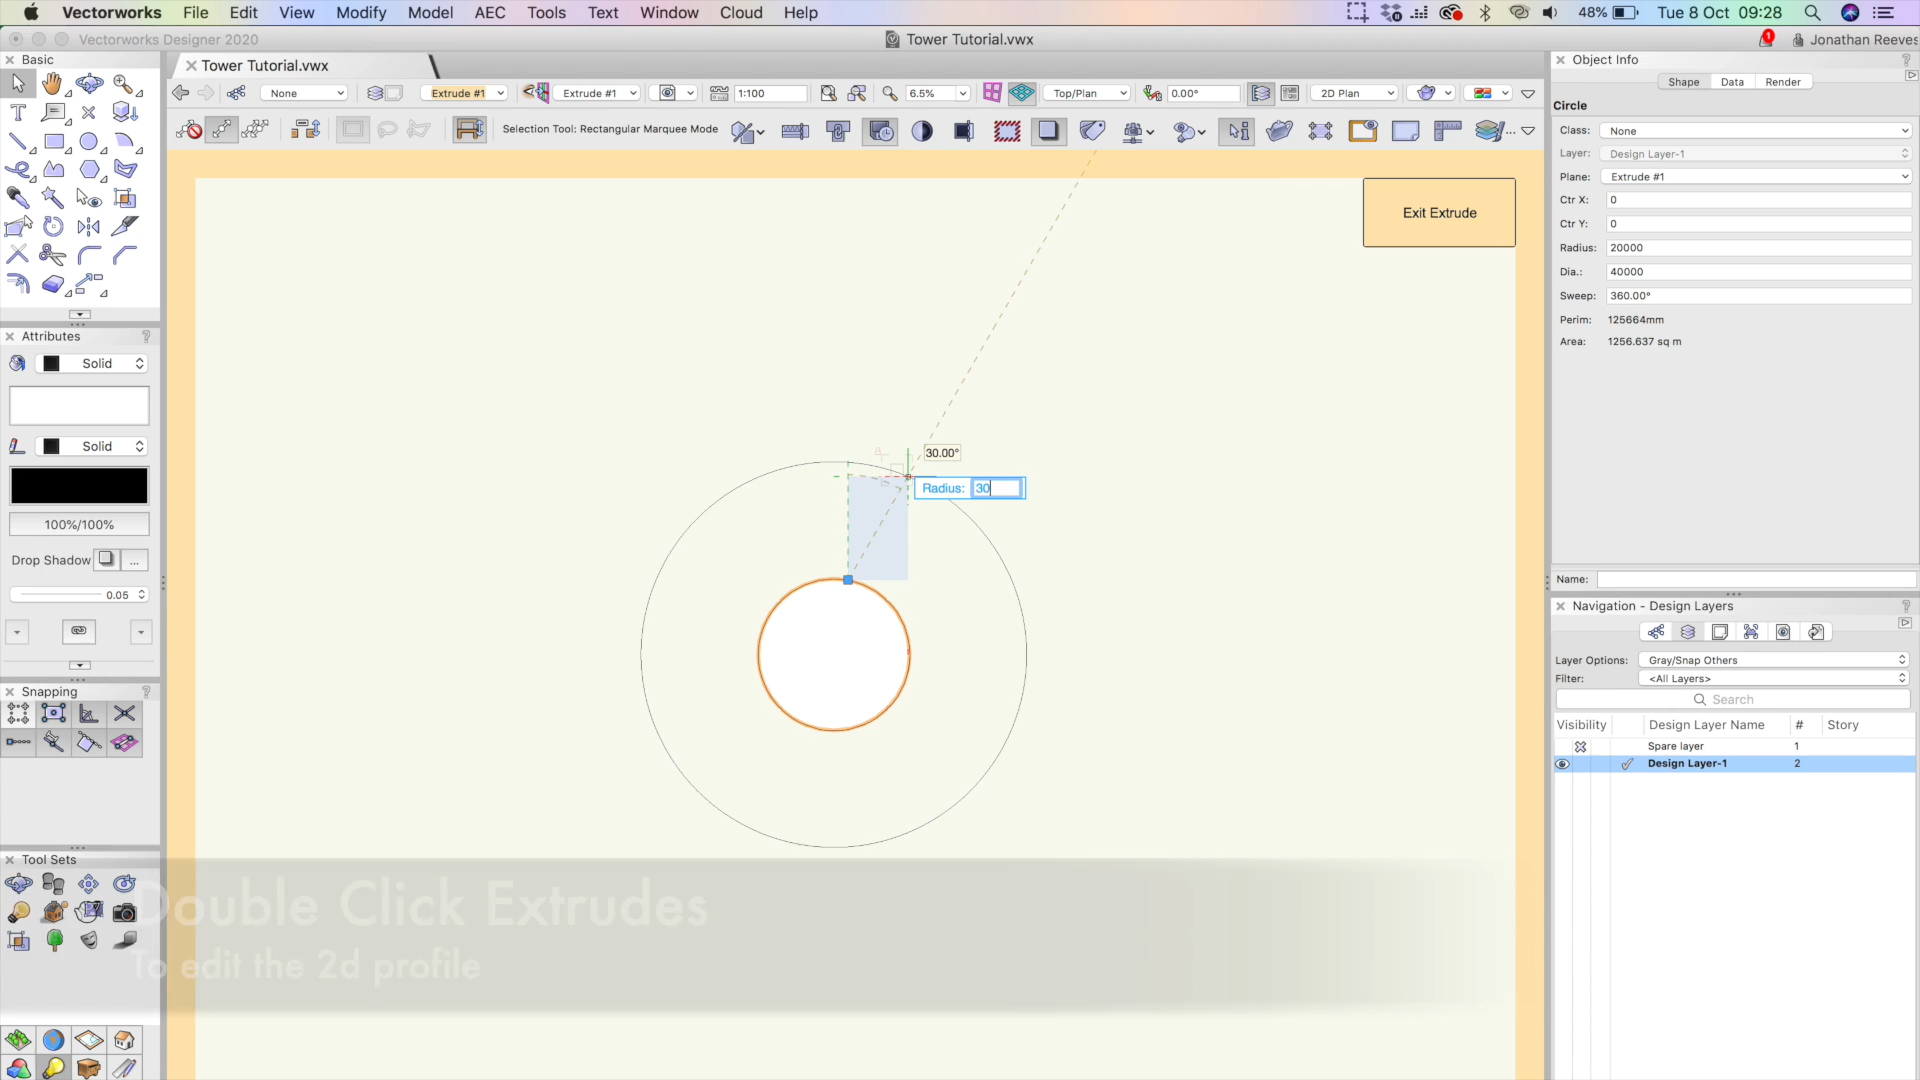 Vectorworks File Edit View Modify Model AEC Tools Text Window Cloud Help 48% Tue 8 Oct 09:28
Vectorworks Designer 2020 Tower Tutorial.vwx 1 Jonathan Reeves
Basic
Tower Tutorial.vwx
None Extrude #1 Extrude #1 1:100 6.5% Top/Plan 0.00° 2D Plan
Selection Tool: Rectangular Marquee Mode
Exit Extrude
30.00°
Radius: 30
Attributes ?
Solid
Solid
100%/100%
Drop Shadow ...
0.05
Snapping ?
Tool Sets
Double Click Extrudes
To edit the 2d profile
Object Info ?
Shape Data Render
Circle
Class: None
Layer: Design Layer-1
Plane: Extrude #1
Ctr X: 0
Ctr Y: 0
Radius: 20000
Dia.: 40000
Sweep: 360.00°
Perim: 125664mm
Area: 1256.637 sq m
Name:
Navigation - Design Layers ?
Layer Options: Gray/Snap Others
Filter: <All Layers>
Search
Visibility Design Layer Name # Story
Spare layer 1
Design Layer-1 2